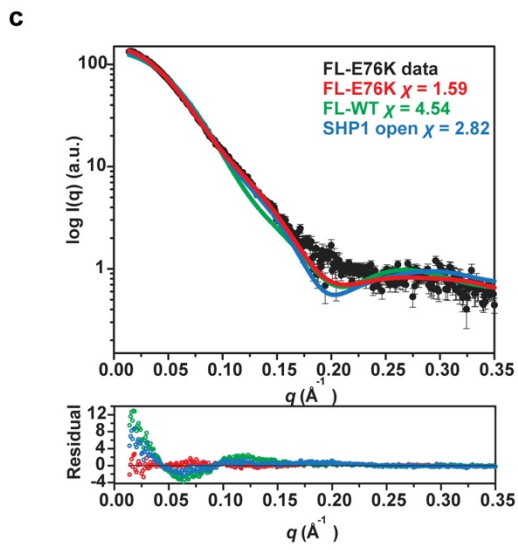 c
FL-E76K data
FL-E76K χ = 1.59
FL-WT χ = 4.54
SHP1 open χ = 2.82
log I(q) (a.u.)
100
10
1
0.00 0.05 0.10 0.15 0.20 0.25 0.30 0.35
q (Å⁻¹)
Residual
12
8
4
0
-4
0.00 0.05 0.10 0.15 0.20 0.25 0.30 0.35
q (Å⁻¹)